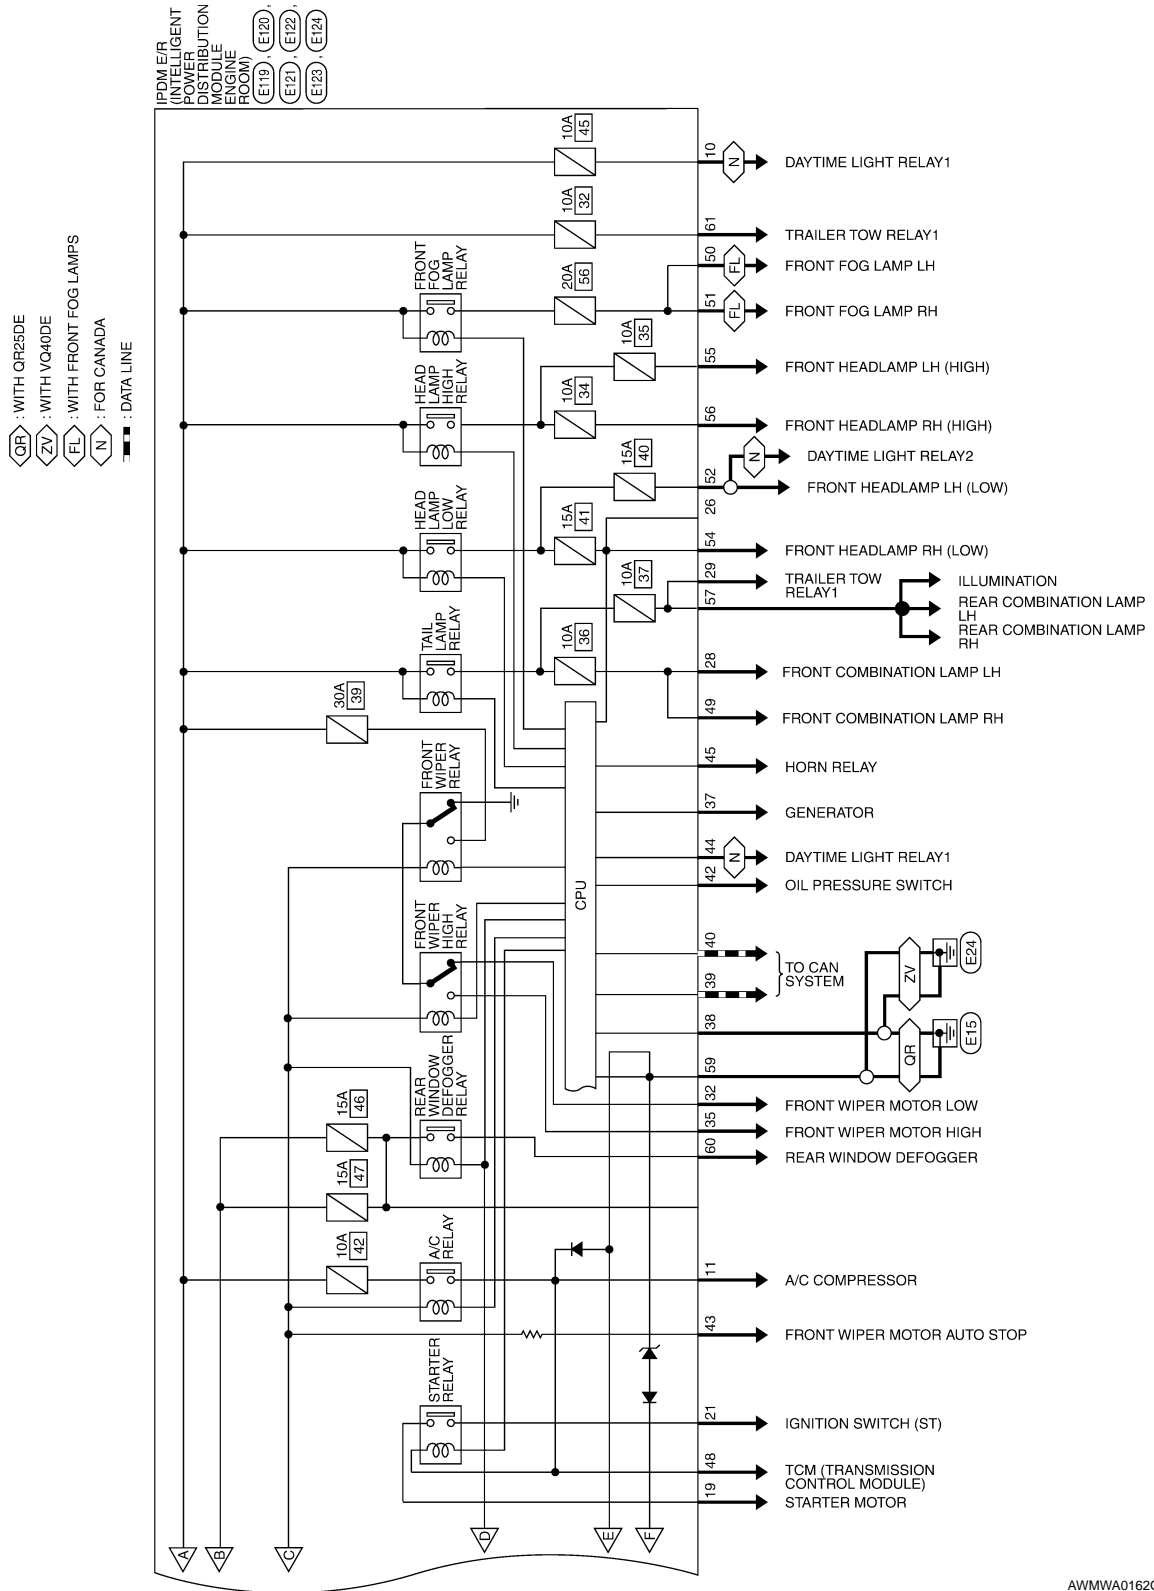 IPDM E/R
(INTELLIGENT
POWER
DISTRIBUTION
MODULE
ENGINE
ROOM)
E119 , E120 ,
E121 , E122 ,
E123 , E124
QR : WITH QR25DE
ZV : WITH VQ40DE
FL : WITH FRONT FOG LAMPS
N : FOR CANADA
: DATA LINE
10A
45
10
N
DAYTIME LIGHT RELAY1
10A
32
61
TRAILER TOW RELAY1
FRONT
FOG
LAMP
RELAY
20A
56
50
FL
FRONT FOG LAMP LH
51
FL
FRONT FOG LAMP RH
10A
35
55
FRONT HEADLAMP LH (HIGH)
HEAD
LAMP
HIGH
RELAY
10A
34
56
FRONT HEADLAMP RH (HIGH)
15A
40
52
N
DAYTIME LIGHT RELAY2
FRONT HEADLAMP LH (LOW)
26
HEAD
LAMP
LOW
RELAY
15A
41
54
FRONT HEADLAMP RH (LOW)
10A
37
29
TRAILER TOW
RELAY1
57
ILLUMINATION
REAR COMBINATION LAMP
LH
REAR COMBINATION LAMP
RH
TAIL
LAMP
RELAY
10A
36
28
FRONT COMBINATION LAMP LH
49
FRONT COMBINATION LAMP RH
30A
39
FRONT
WIPER
RELAY
45
HORN RELAY
37
GENERATOR
44
N
DAYTIME LIGHT RELAY1
42
OIL PRESSURE SWITCH
CPU
FRONT
WIPER
HIGH
RELAY
40
39
TO CAN
SYSTEM
38
59
ZV
E24
QR
E15
REAR
WINDOW
DEFOGGER
RELAY
32
FRONT WIPER MOTOR LOW
35
FRONT WIPER MOTOR HIGH
60
REAR WINDOW DEFOGGER
15A
46
15A
47
10A
42
A/C
RELAY
11
A/C COMPRESSOR
43
FRONT WIPER MOTOR AUTO STOP
STARTER
RELAY
21
IGNITION SWITCH (ST)
48
TCM (TRANSMISSION
CONTROL MODULE)
19
STARTER MOTOR
A
B
C
D
E
F